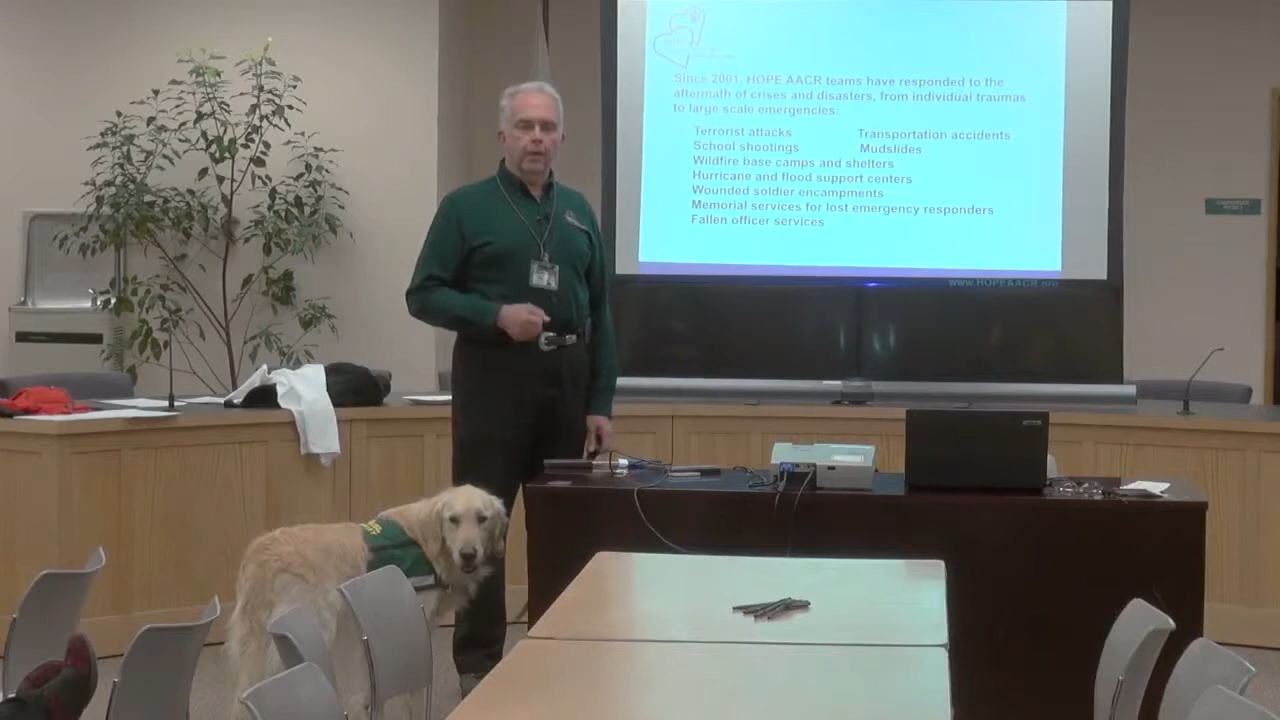 Since 2001, HOPE AACR teams have responded to the
aftermath of crises and disasters, from individual traumas
to large scale emergencies:
Terrorist attacks Transportation accidents
School shootings Mudslides
Wildfire base camps and shelters
Hurricane and flood support centers
Wounded soldier encampments
Memorial services for lost emergency responders
Fallen officer services
www.HOPEAACR.org